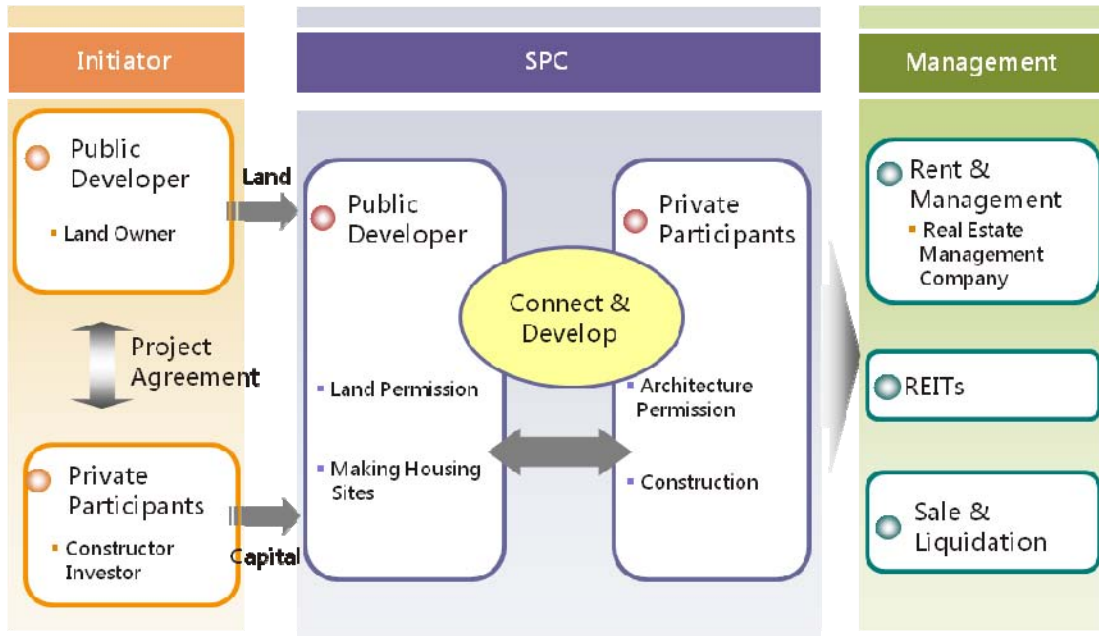 Initiator
SPC
Management
Public
Developer
Land Owner
Land
Project
Agreement
Private
Participants
Constructor
Investor
Capital
Public
Developer
Land Permission
Making Housing
Sites
Connect &
Develop
Private
Participants
Architecture
Permission
Construction
Rent &
Management
Real Estate
Management
Company
REITs
Sale &
Liquidation